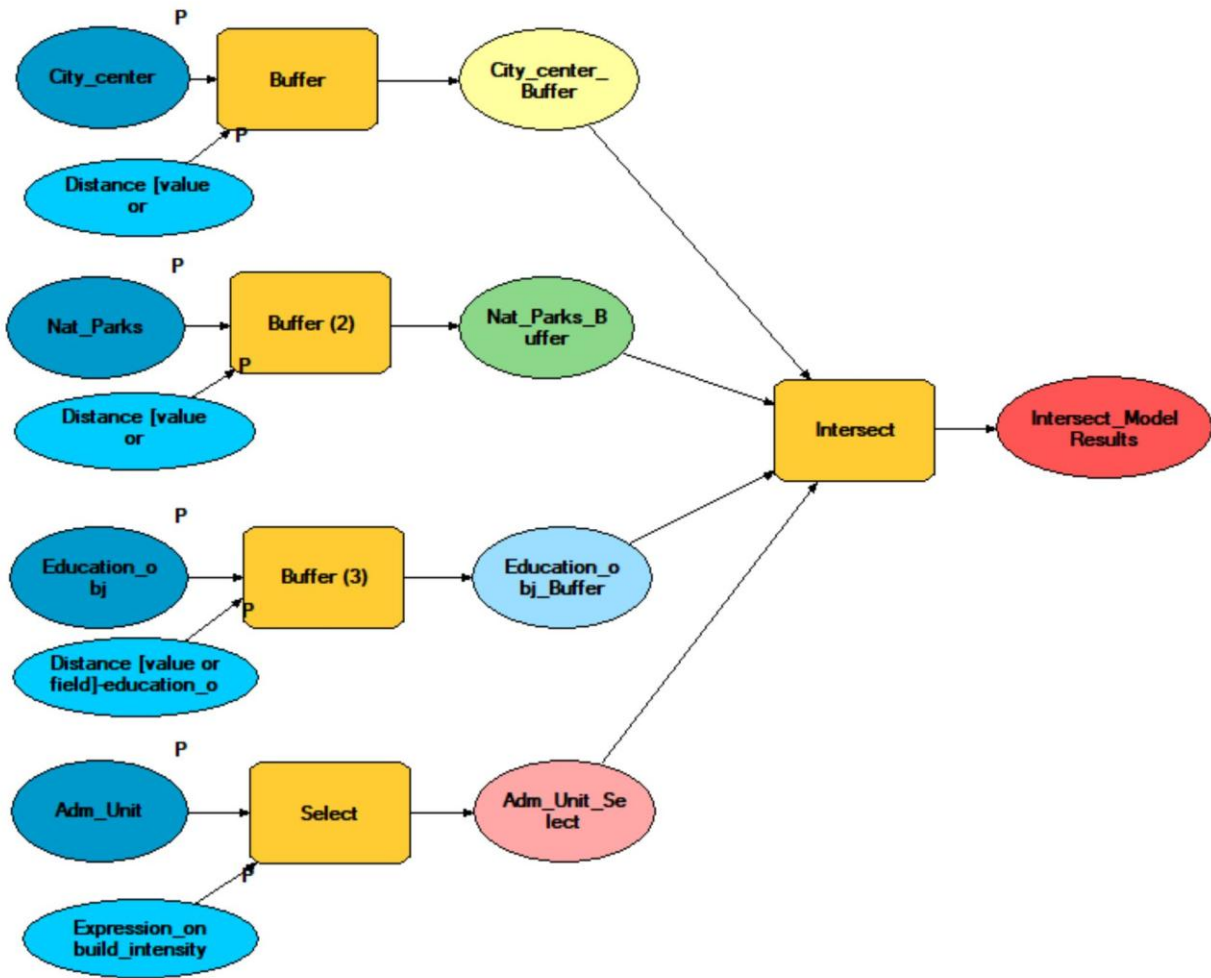 P
City_center
Buffer
City_center_
Buffer
P
Distance [value
or
P
Nat_Parks
Buffer (2)
Nat_Parks_B
uffer
P
Distance [value
or
Intersect
Intersect_Model
Results
P
Education_o
bj
Buffer (3)
Education_o
bj_Buffer
P
Distance [value or
field]-education_o
P
Adm_Unit
Select
Adm_Unit_Se
lect
P
Expression_on
build_intensity